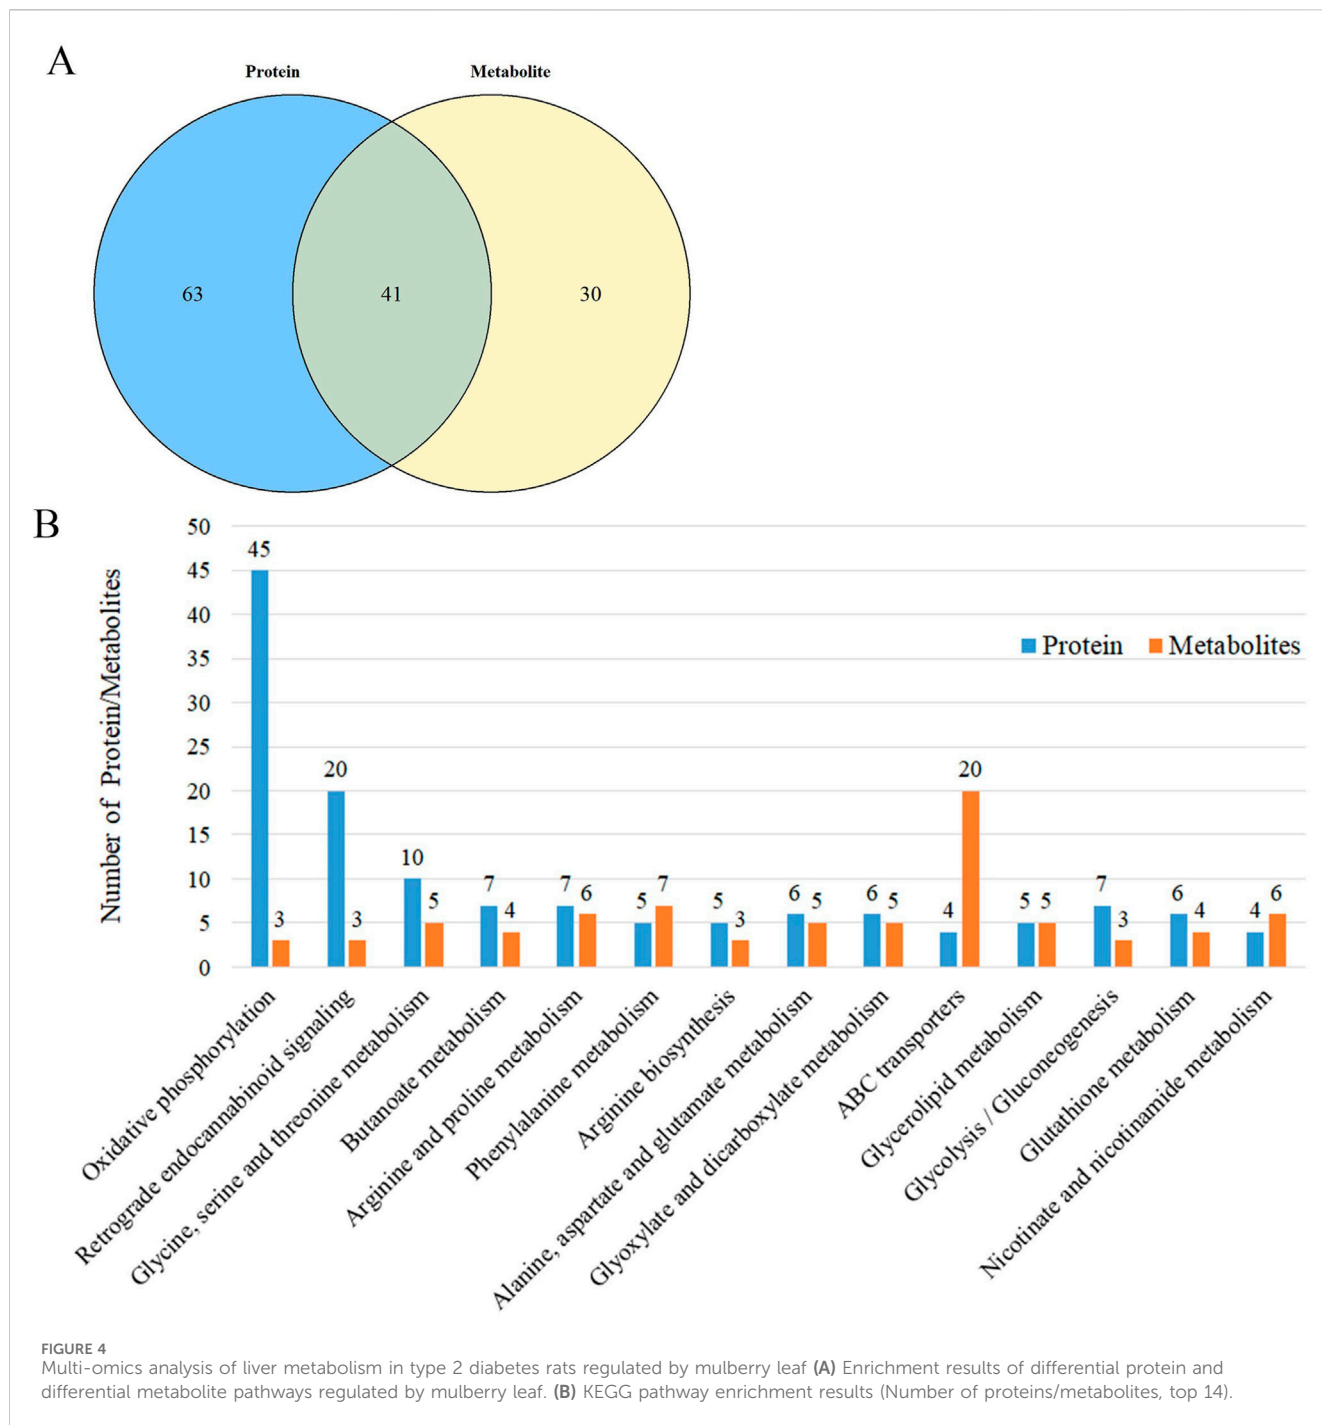 A
Protein
Metabolite
63
41
30
B
Number of Protein/Metabolites
50
45
40
35
30
25
20
15
10
5
0
Protein
Metabolites
45
3
20
3
10
5
7
4
7
6
5
7
5
3
6
5
6
5
4
20
5
5
7
3
6
4
4
6
Oxidative phosphorylation
Retrograde endocannabinoid signaling
Glycine, serine and threonine metabolism
Butanoate metabolism
Arginine and proline metabolism
Phenylalanine metabolism
Arginine biosynthesis
Alanine, aspartate and glutamate metabolism
Glyoxylate and dicarboxylate metabolism
ABC transporters
Glycerolipid metabolism
Glycolysis / Gluconeogenesis
Glutathione metabolism
Nicotinate and nicotinamide metabolism
FIGURE 4
Multi-omics analysis of liver metabolism in type 2 diabetes rats regulated by mulberry leaf (A) Enrichment results of differential protein and
differential metabolite pathways regulated by mulberry leaf. (B) KEGG pathway enrichment results (Number of proteins/metabolites, top 14).